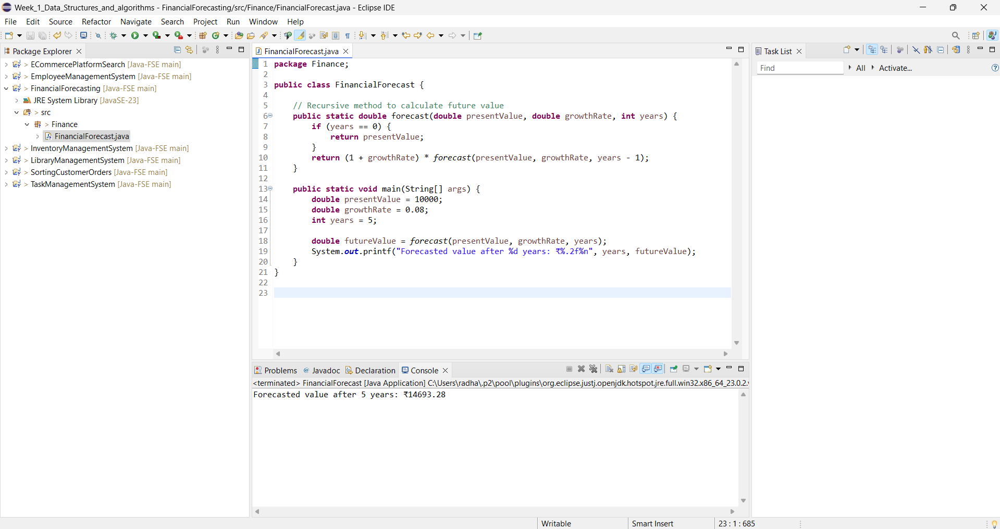 Week_1_Data_Structures_and_algorithms - FinancialForecasting/src/Finance/FinancialForecast.java - Eclipse IDE
File Edit Source Refactor Navigate Search Project Run Window Help
Package Explorer
> ECommercePlatformSearch [Java-FSE main]
> EmployeeManagementSystem [Java-FSE main]
> FinancialForecasting [Java-FSE main]
JRE System Library [JavaSE-23]
> src
> Finance
FinancialForecast.java
> InventoryManagementSystem [Java-FSE main]
> LibraryManagementSystem [Java-FSE main]
> SortingCustomerOrders [Java-FSE main]
> TaskManagementSystem [Java-FSE main]
FinancialForecast.java
1 package Finance;
2
3 public class FinancialForecast {
4
5     // Recursive method to calculate future value
6     public static double forecast(double presentValue, double growthRate, int years) {
7         if (years == 0) {
8             return presentValue;
9         }
10         return (1 + growthRate) * forecast(presentValue, growthRate, years - 1);
11     }
12
13     public static void main(String[] args) {
14         double presentValue = 10000;
15         double growthRate = 0.08;
16         int years = 5;
17
18         double futureValue = forecast(presentValue, growthRate, years);
19         System.out.printf("Forecasted value after %d years: ₹%.2f%n", years, futureValue);
20     }
21 }
22
23
Problems @ Javadoc Declaration Console
<terminated> FinancialForecast [Java Application] C:\Users\radha\.p2\pool\plugins\org.eclipse.justj.openjdk.hotspot.jre.full.win32.x86_64_23.0.2.
Forecasted value after 5 years: ₹14693.28
Task List
Find All Activate...
Writable Smart Insert 23 : 1 : 685